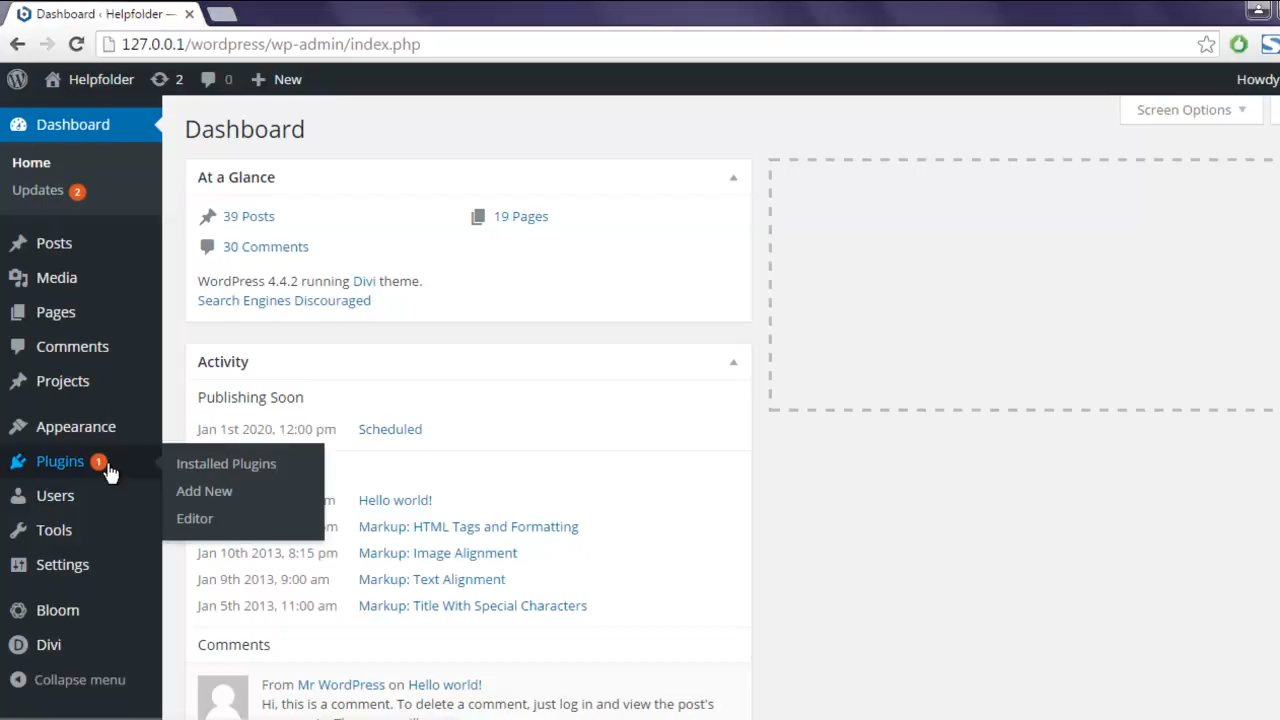 Dashboard ‹ Helpfolder —
127.0.0.1/wordpress/wp-admin/index.php
Helpfolder 2 0 New
Howdy
Dashboard
Home
Updates 2
Posts
Media
Pages
Comments
Projects
Appearance
Plugins 1
Users
Tools
Settings
Bloom
Divi
Collapse menu
Installed Plugins
Add New
Editor
Screen Options
Dashboard
At a Glance
39 Posts 19 Pages
30 Comments
WordPress 4.4.2 running Divi theme.
Search Engines Discouraged
Activity
Publishing Soon
Jan 1st 2020, 12:00 pm Scheduled
m Hello world!
pm Markup: HTML Tags and Formatting
Jan 10th 2013, 8:15 pm Markup: Image Alignment
Jan 9th 2013, 9:00 am Markup: Text Alignment
Jan 5th 2013, 11:00 am Markup: Title With Special Characters
Comments
From Mr WordPress on Hello world!
Hi, this is a comment. To delete a comment, just log in and view the post's